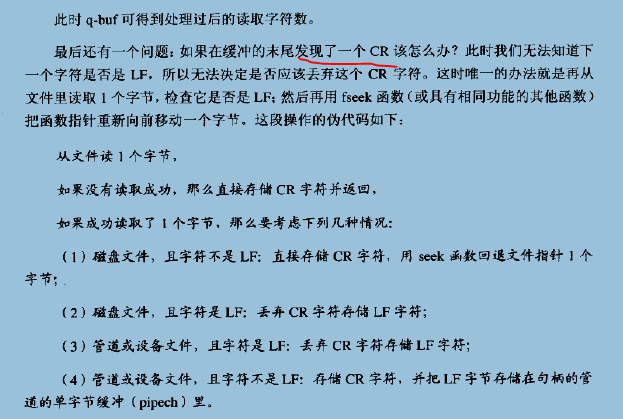 此时 q-buf 可得到处理过后的读取字符数。
最后还有一个问题：如果在缓冲的末尾发现了一个 CR 该怎么办？此时我们无法知道下
一个字符是否是 LF，所以无法决定是否应该丢弃这个 CR 字符。这时唯一的办法就是再从
文件里读取 1 个字节，检查它是否是 LF；然后再用 fseek 函数（或具有相同功能的其他函数）
把函数指针重新向前移动一个字节。这段操作的伪代码如下：
从文件读 1 个字节，
如果没有读取成功，那么直接存储 CR 字符并返回，
如果成功读取了 1 个字节，那么要考虑下列几种情况：
（1）磁盘文件，且字符不是 LF：直接存储 CR 字符，用 seek 函数回退文件指针 1 个
字节；
（2）磁盘文件，且字符是 LF：丢弃 CR 字符存储 LF 字符；
（3）管道或设备文件，且字符是 LF：丢弃 CR 字符存储 LF 字符；
（4）管道或设备文件，且字符不是 LF：存储 CR 字符，并把 LF 字节存储在句柄的管
道的单字节缓冲（pipech）里。